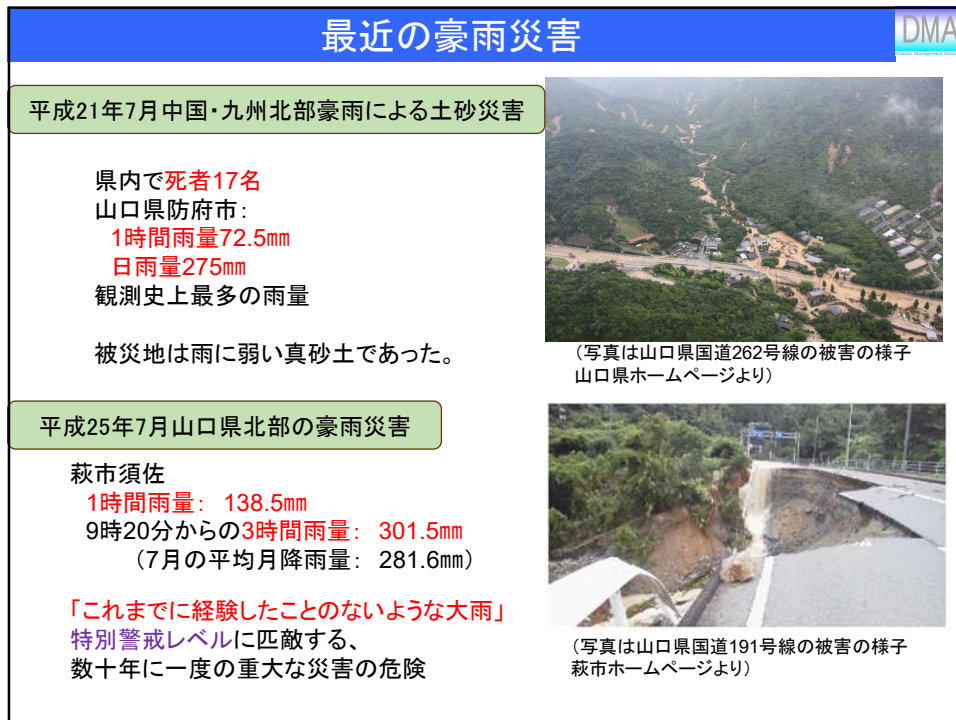 最近の豪雨災害
DMA
平成21年7月中国・九州北部豪雨による土砂災害
県内で死者17名
山口県防府市：
1時間雨量72.5㎜
日雨量275㎜
観測史上最多の雨量
被災地は雨に弱い真砂土であった。
（写真は山口県国道262号線の被害の様子
山口県ホームページより）
平成25年7月山口県北部の豪雨災害
萩市須佐
1時間雨量： 138.5㎜
9時20分からの3時間雨量： 301.5㎜
（7月の平均月降雨量： 281.6㎜）
「これまでに経験したことのないような大雨」
特別警戒レベルに匹敵する、
数十年に一度の重大な災害の危険
（写真は山口県国道191号線の被害の様子
萩市ホームページより）